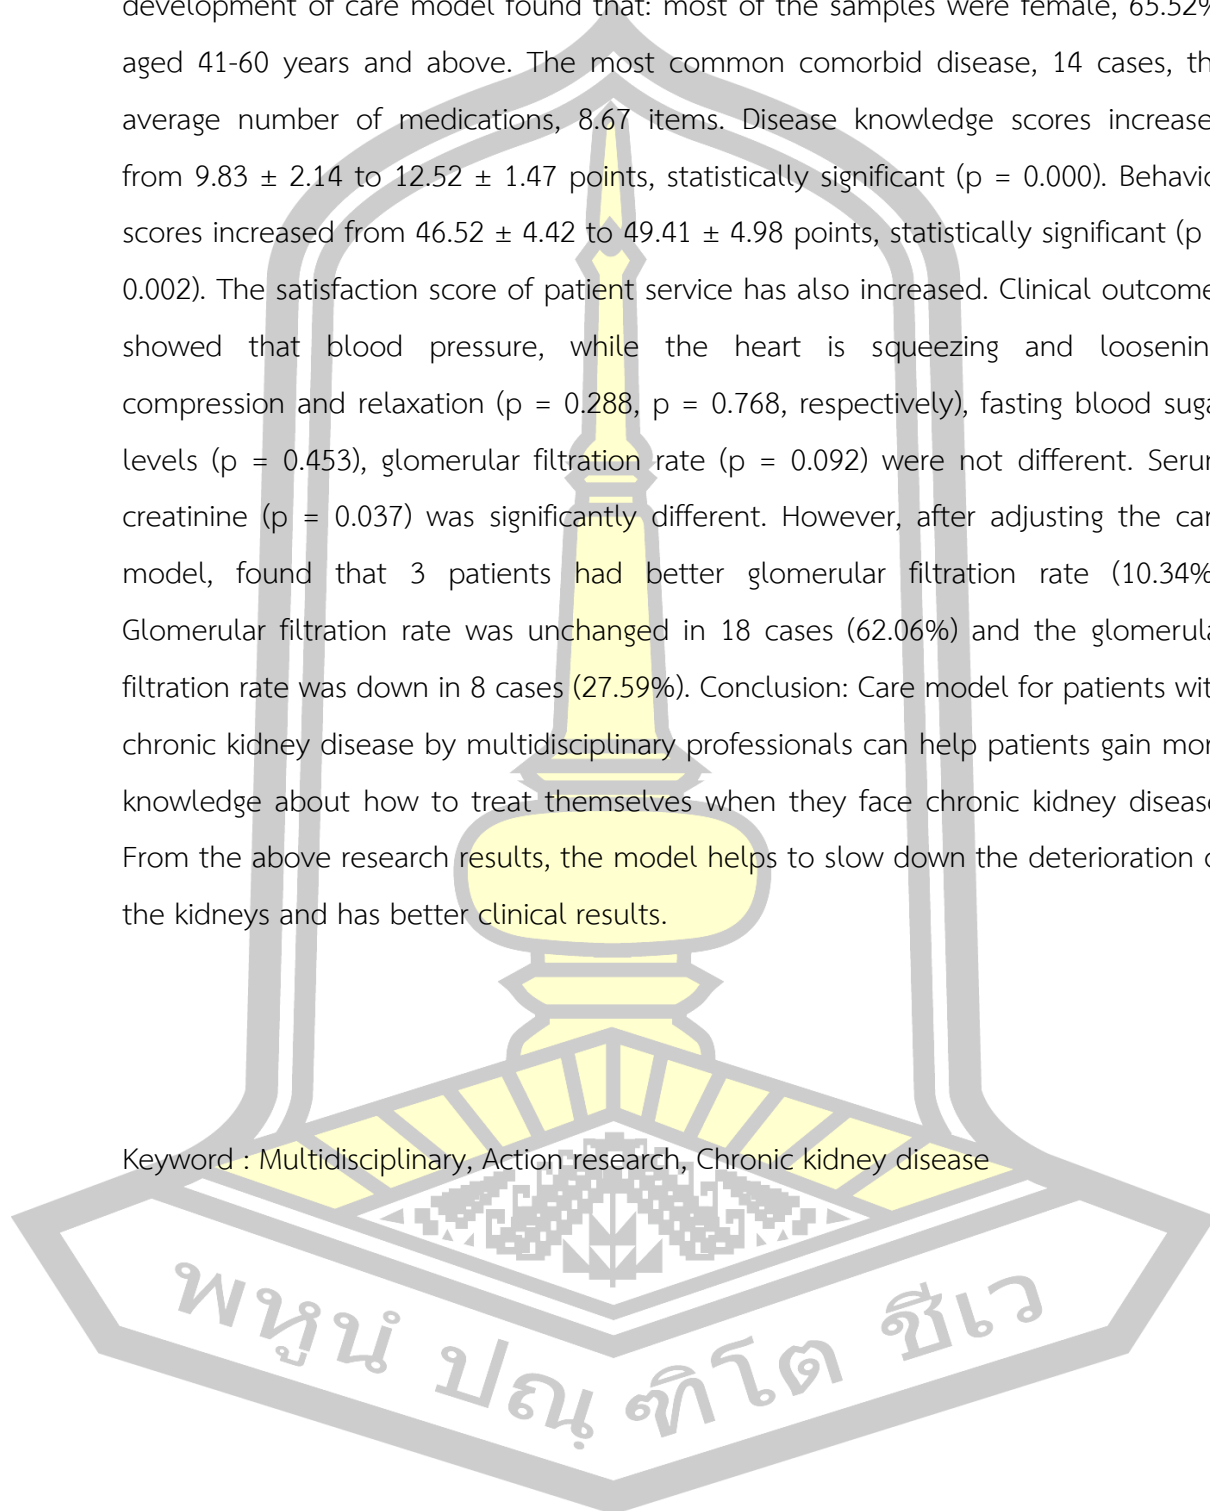 development of care model found that: most of the samples were female, 65.52%
aged 41-60 years and above. The most common comorbid disease, 14 cases, th
average number of medications, 8.67 items. Disease knowledge scores increase
from 9.83 ± 2.14 to 12.52 ± 1.47 points, statistically significant (p = 0.000). Behavio
scores increased from 46.52 ± 4.42 to 49.41 ± 4.98 points, statistically significant (p
0.002). The satisfaction score of patient service has also increased. Clinical outcome
showed that blood pressure, while the heart is squeezing and loosenin
compression and relaxation (p = 0.288, p = 0.768, respectively), fasting blood suga
levels (p = 0.453), glomerular filtration rate (p = 0.092) were not different. Seru
creatinine (p = 0.037) was significantly different. However, after adjusting the car
model, found that 3 patients had better glomerular filtration rate (10.34%
Glomerular filtration rate was unchanged in 18 cases (62.06%) and the glomerula
filtration rate was down in 8 cases (27.59%). Conclusion: Care model for patients wit
chronic kidney disease by multidisciplinary professionals can help patients gain mor
knowledge about how to treat themselves when they face chronic kidney disease
From the above research results, the model helps to slow down the deterioration o
the kidneys and has better clinical results.
Keyword : Multidisciplinary, Action research, Chronic kidney disease
พหูนํ ปณฺฑิโต ชีเว